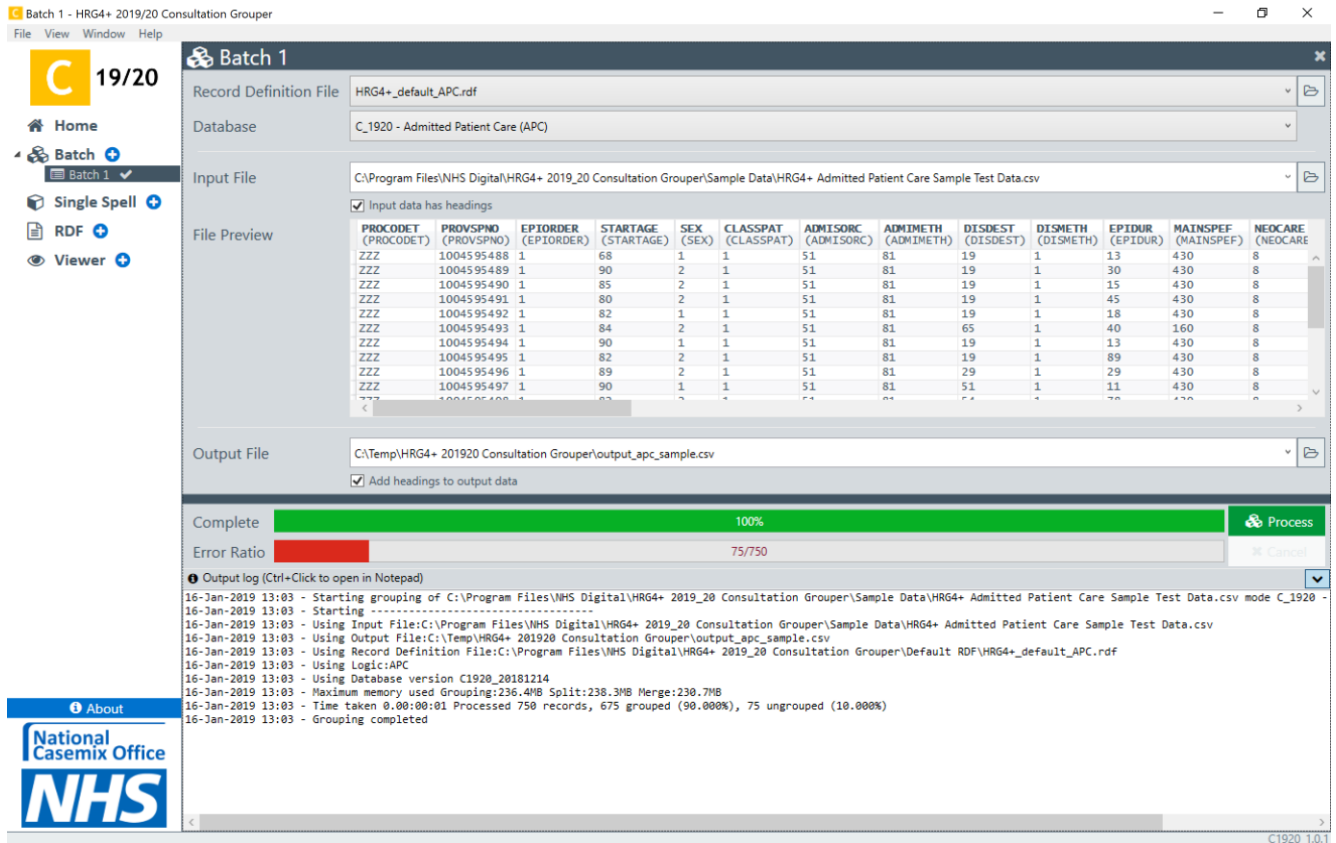 Batch 1 - HRG4+ 2019/20 Consultation Grouper
File View Window Help
C 19/20
Home
Batch
Batch 1
Single Spell
RDF
Viewer
Batch 1
Record Definition File HRG4+_default_APC.rdf
Database C_1920 - Admitted Patient Care (APC)
Input File C:\Program Files\NHS Digital\HRG4+ 2019_20 Consultation Grouper\Sample Data\HRG4+ Admitted Patient Care Sample Test Data.csv
Input data has headings
File Preview
PROCODET PROVSPNO EPIORDER STARTAGE SEX CLASSPAT ADMISORC ADMIMETH DISDEST DISMETH EPIDUR MAINSPEF NEOCARE
(PROCODET) (PROVSPNO) (EPIORDER) (STARTAGE) (SEX) (CLASSPAT) (ADMISORC) (ADMIMETH) (DISDEST) (DISMETH) (EPIDUR) (MAINSPEF) (NEOCARE
ZZZ 1004595488 1 68 1 1 51 81 19 1 13 430 8
ZZZ 1004595489 1 90 2 1 51 81 19 1 30 430 8
ZZZ 1004595490 1 85 2 1 51 81 19 1 15 430 8
ZZZ 1004595491 1 80 2 1 51 81 19 1 45 430 8
ZZZ 1004595492 1 82 1 1 51 81 19 1 18 430 8
ZZZ 1004595493 1 84 2 1 51 81 65 1 40 160 8
ZZZ 1004595494 1 90 1 1 51 81 19 1 13 430 8
ZZZ 1004595495 1 82 2 1 51 81 19 1 89 430 8
ZZZ 1004595496 1 89 2 1 51 81 29 1 29 430 8
ZZZ 1004595497 1 90 1 1 51 81 51 1 11 430 8
Output File C:\Temp\HRG4+ 201920 Consultation Grouper\output_apc_sample.csv
Add headings to output data
Complete 100% Process
Error Ratio 75/750 Cancel
Output log (Ctrl+Click to open in Notepad)
16-Jan-2019 13:03 - Starting grouping of C:\Program Files\NHS Digital\HRG4+ 2019_20 Consultation Grouper\Sample Data\HRG4+ Admitted Patient Care Sample Test Data.csv mode C_1920 -
16-Jan-2019 13:03 - Starting -----------------------------------
16-Jan-2019 13:03 - Using Input File:C:\Program Files\NHS Digital\HRG4+ 2019_20 Consultation Grouper\Sample Data\HRG4+ Admitted Patient Care Sample Test Data.csv
16-Jan-2019 13:03 - Using Output File:C:\Temp\HRG4+ 201920 Consultation Grouper\output_apc_sample.csv
16-Jan-2019 13:03 - Using Record Definition File:C:\Program Files\NHS Digital\HRG4+ 2019_20 Consultation Grouper\Default RDF\HRG4+_default_APC.rdf
16-Jan-2019 13:03 - Using Logic:APC
16-Jan-2019 13:03 - Using Database version C1920_20181214
16-Jan-2019 13:03 - Maximum memory used Grouping:236.4MB Split:238.3MB Merge:230.7MB
16-Jan-2019 13:03 - Time taken 0.00:00:01 Processed 750 records, 675 grouped (90.000%), 75 ungrouped (10.000%)
16-Jan-2019 13:03 - Grouping completed
About
National
Casemix Office
NHS
C1920 1.0.1